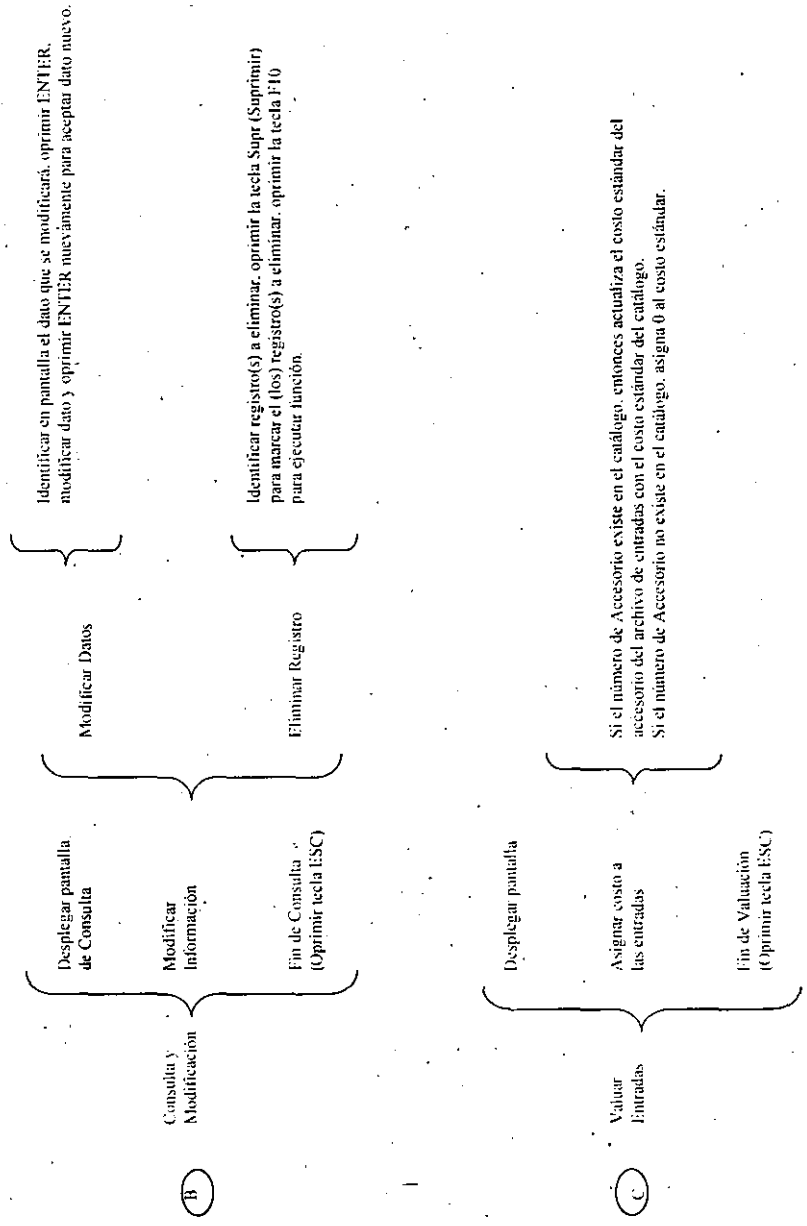 B
Consulta y
Modificación
Desplegar pantalla
de Consulta
Modificar
Información
Fin de Consulta
(Oprimir tecla ESC)
Modificar Datos
Identificar en pantalla el dato que se modificará, oprimir ENTER,
modificar dato y oprimir ENTER nuevamente para aceptar dato nuevo.
Eliminar Registro
Identificar registro(s) a eliminar, oprimir la tecla Supr (Suprimir)
para marcar el (los) registro(s) a eliminar, oprimir la tecla F10
para ejecutar función.
C
Valuar
Entradas
Desplegar pantalla
Asignar costo a
las entradas
Fin de Valuación
(Oprimir tecla ESC)
Si el número de Accesorio existe en el catálogo, entonces actualiza el costo estándar del
accesorio del archivo de entradas con el costo estándar del catálogo.
Si el número de Accesorio no existe en el catálogo, asigna 0 al costo estándar.